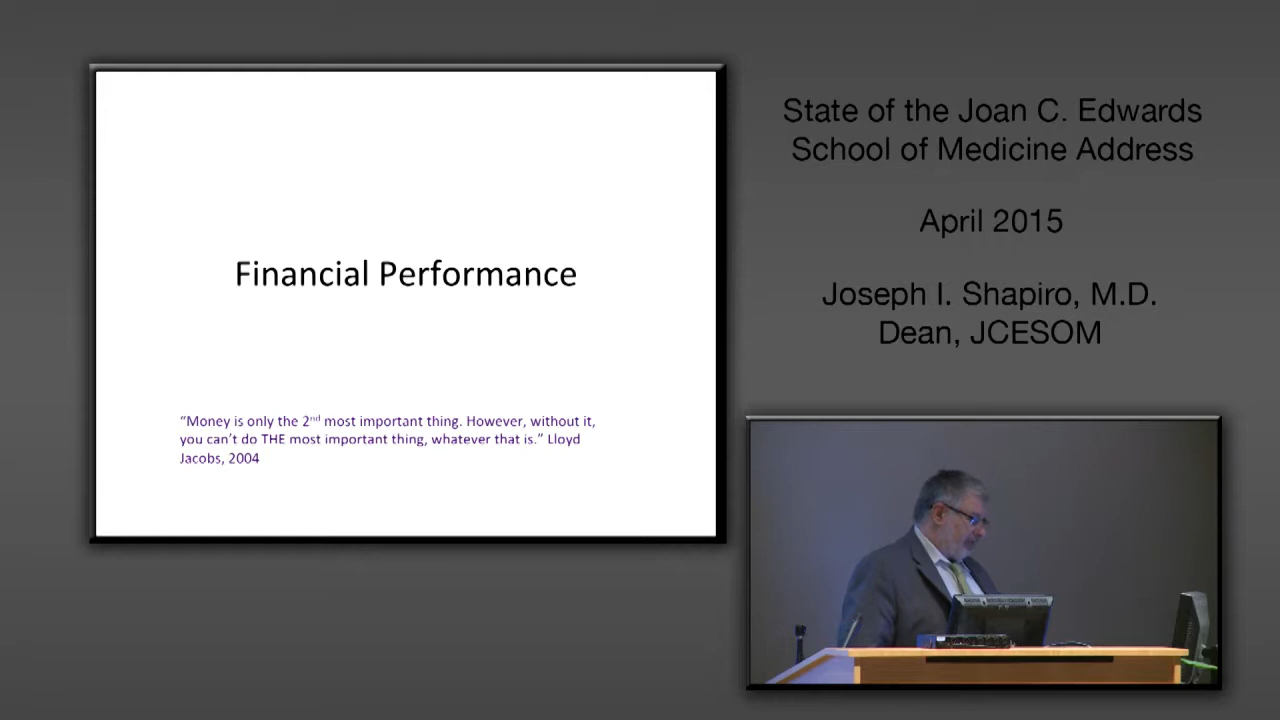 Financial Performance
“Money is only the 2nd most important thing. However, without it,
you can’t do THE most important thing, whatever that is.” Lloyd
Jacobs, 2004
State of the Joan C. Edwards
School of Medicine Address
April 2015
Joseph I. Shapiro, M.D.
Dean, JCESOM